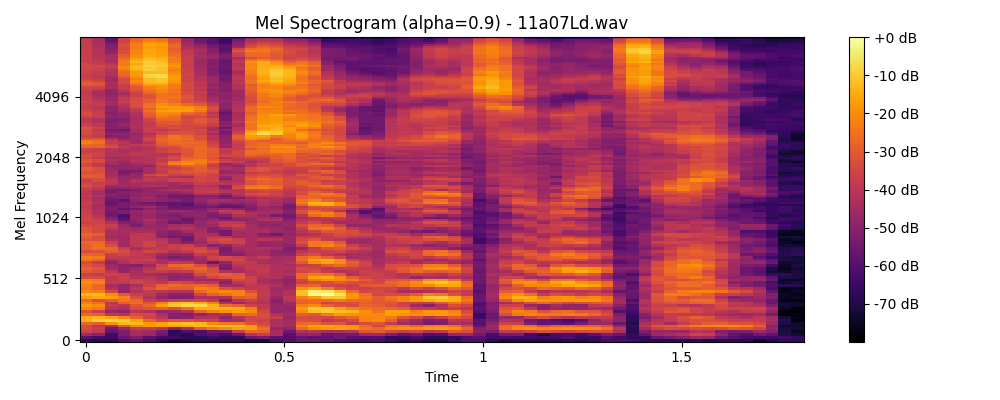 Mel Spectrogram (alpha=0.9) - 11a07Ld.wav
Mel Frequency
4096
2048
1024
512
0
0
0.5
1
1.5
Time
+0 dB
-10 dB
-20 dB
-30 dB
-40 dB
-50 dB
-60 dB
-70 dB